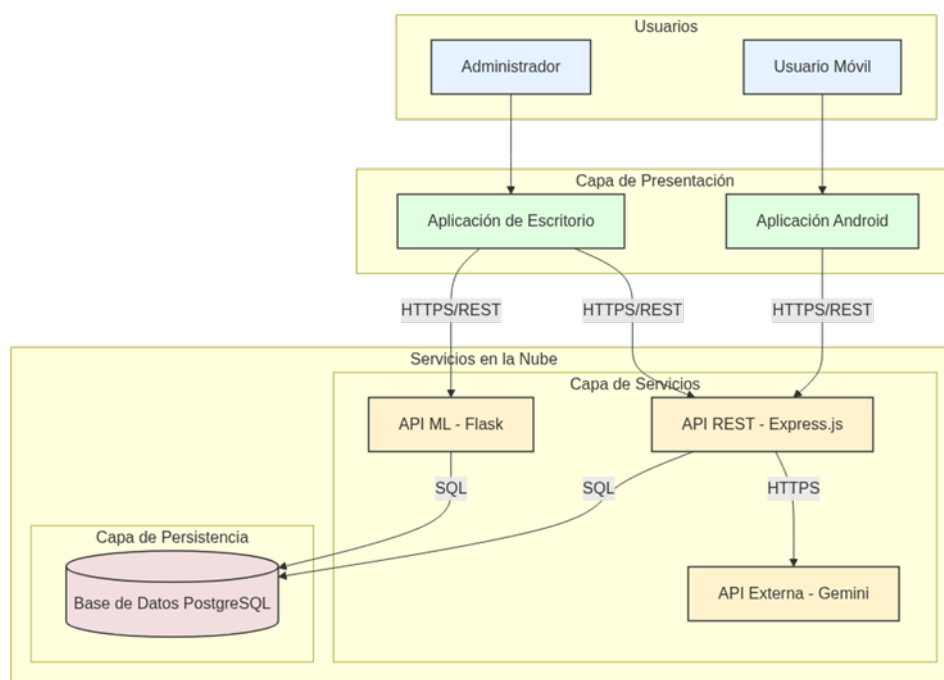 Usuarios
Administrador
Usuario Móvil
Capa de Presentación
Aplicación de Escritorio
Aplicación Android
HTTPS/REST
HTTPS/REST
HTTPS/REST
Servicios en la Nube
Capa de Servicios
API ML - Flask
API REST - Express.js
SQL
SQL
HTTPS
Capa de Persistencia
Base de Datos PostgreSQL
API Externa - Gemini